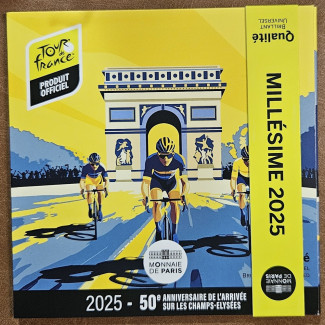 TOUR de france
PRODUIT
OFFICIEL
MONNAIE
DE PARIS
2025 - 50e ANNIVERSAIRE DE L'ARRIVÉE
SUR LES CHAMPS-ELYSÉES
Qualité
BRILLANT
UNIVERSEL
MILLÉSIME 2025
MONNAIE
DE PARIS